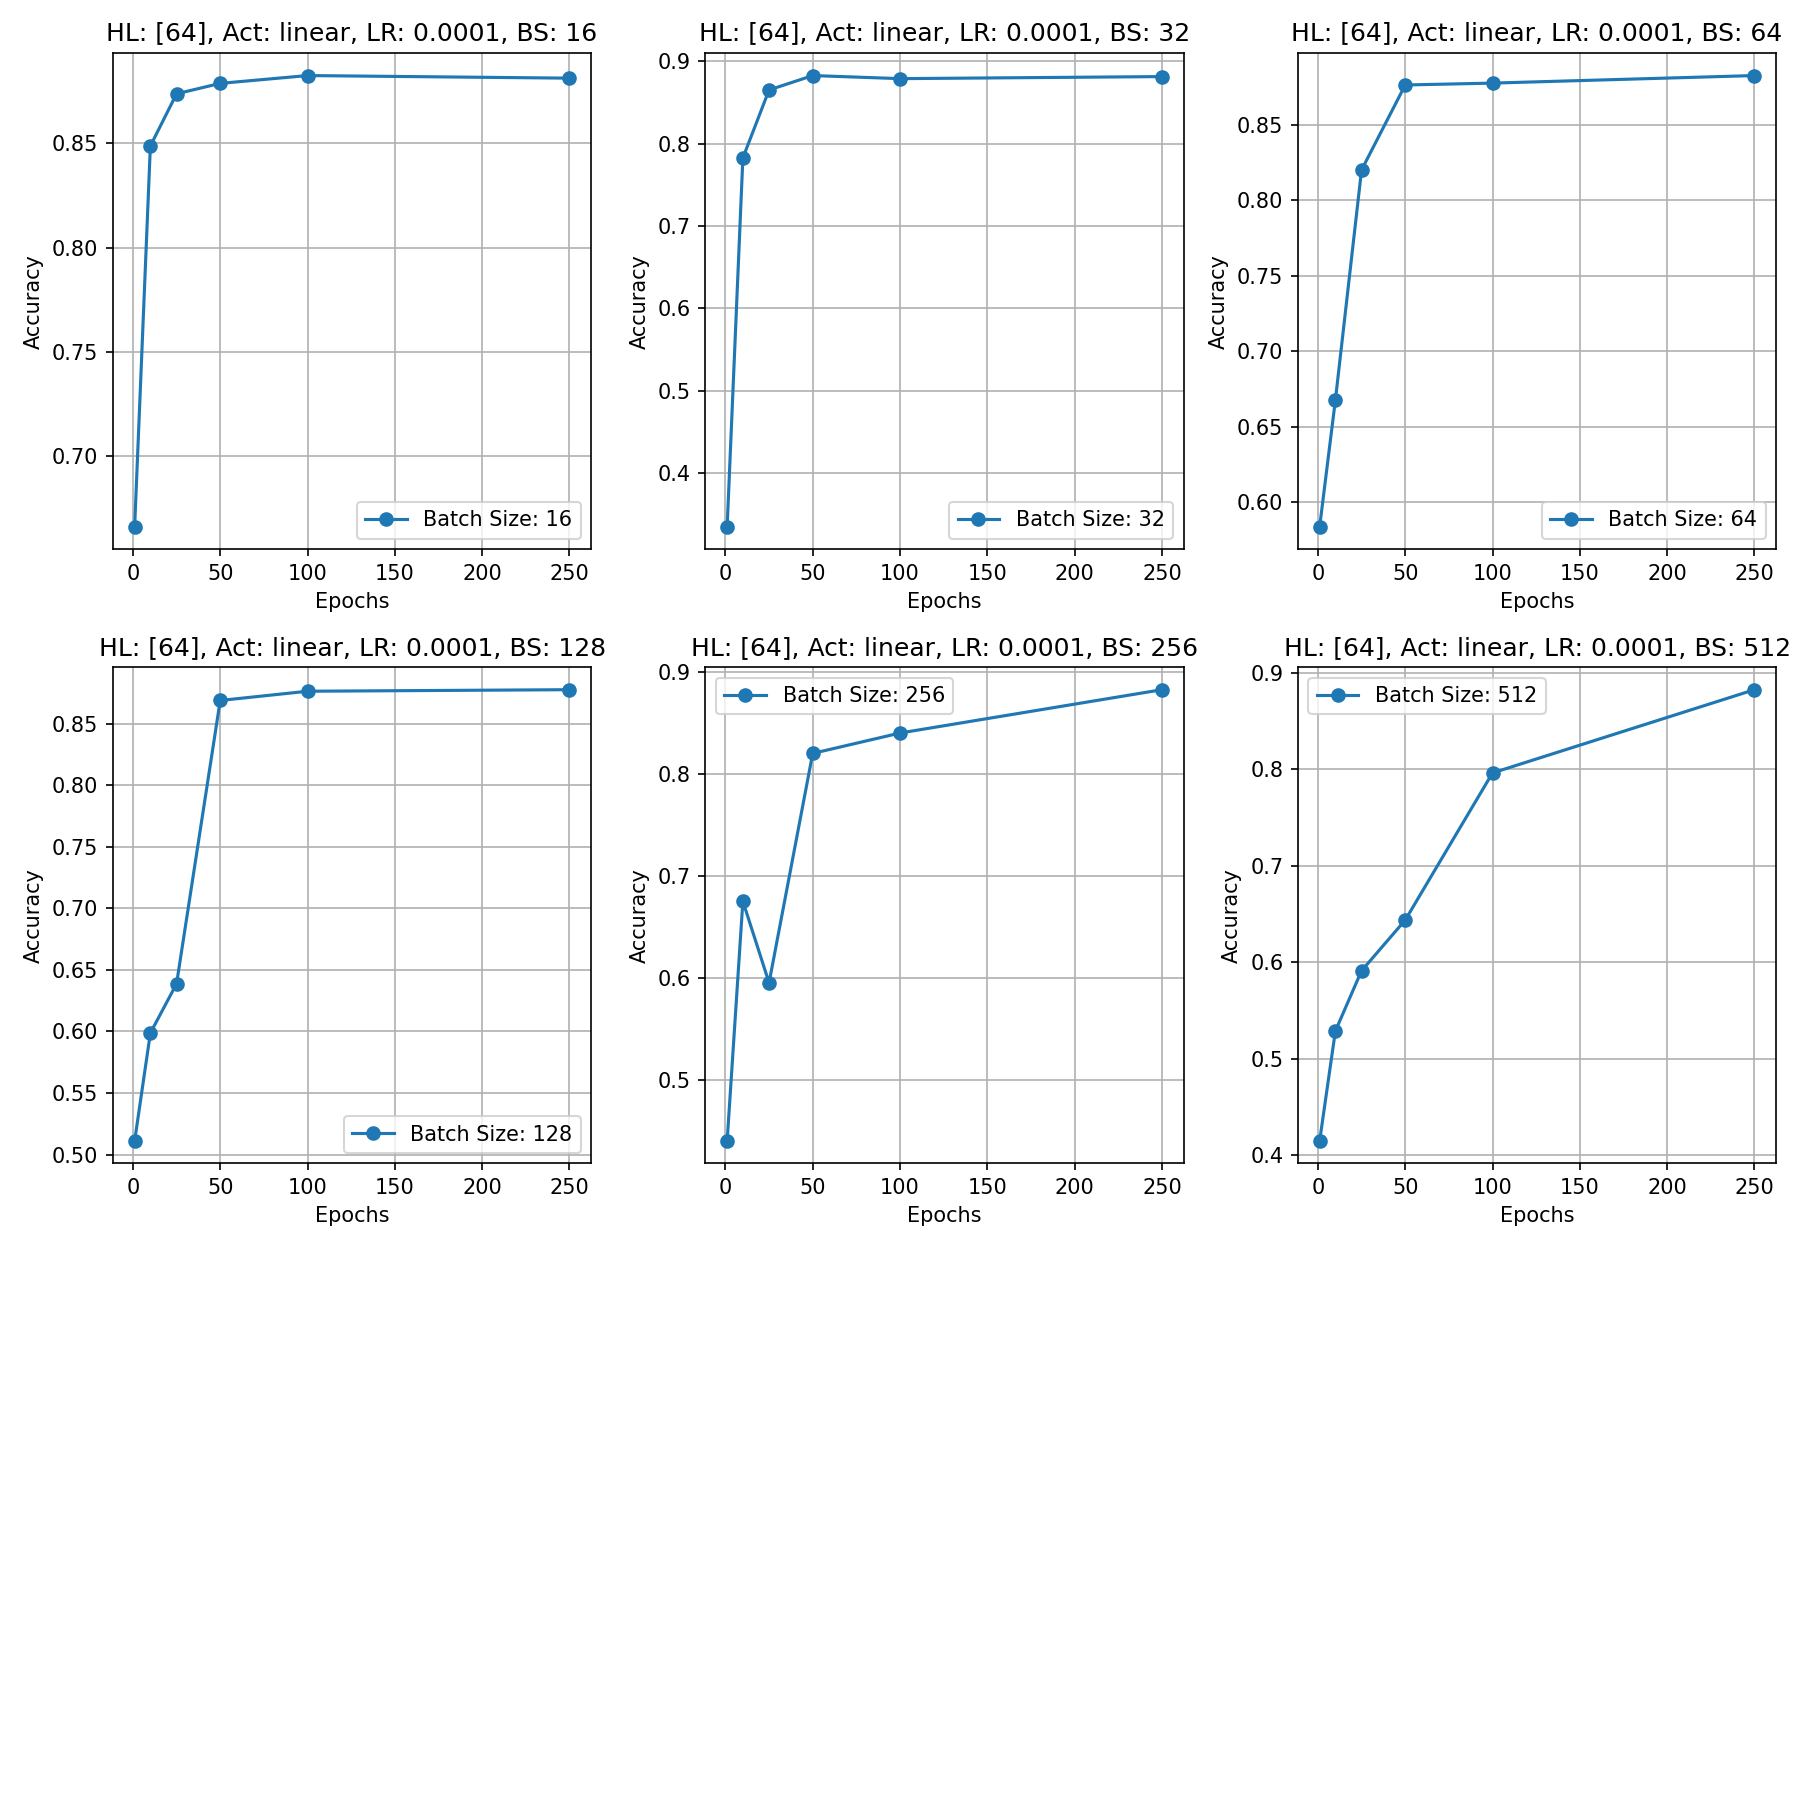 HL: [64], Act: linear, LR: 0.0001, BS: 16
Accuracy
0.85
0.80
0.75
0.70
Batch Size: 16
0 50 100 150 200 250
Epochs
HL: [64], Act: linear, LR: 0.0001, BS: 32
Accuracy
0.9
0.8
0.7
0.6
0.5
0.4
Batch Size: 32
0 50 100 150 200 250
Epochs
HL: [64], Act: linear, LR: 0.0001, BS: 64
Accuracy
0.85
0.80
0.75
0.70
0.65
0.60
Batch Size: 64
0 50 100 150 200 250
Epochs
HL: [64], Act: linear, LR: 0.0001, BS: 128
Accuracy
0.85
0.80
0.75
0.70
0.65
0.60
0.55
0.50
Batch Size: 128
0 50 100 150 200 250
Epochs
HL: [64], Act: linear, LR: 0.0001, BS: 256
Batch Size: 256
Accuracy
0.9
0.8
0.7
0.6
0.5
0 50 100 150 200 250
Epochs
HL: [64], Act: linear, LR: 0.0001, BS: 512
Batch Size: 512
Accuracy
0.9
0.8
0.7
0.6
0.5
0.4
0 50 100 150 200 250
Epochs